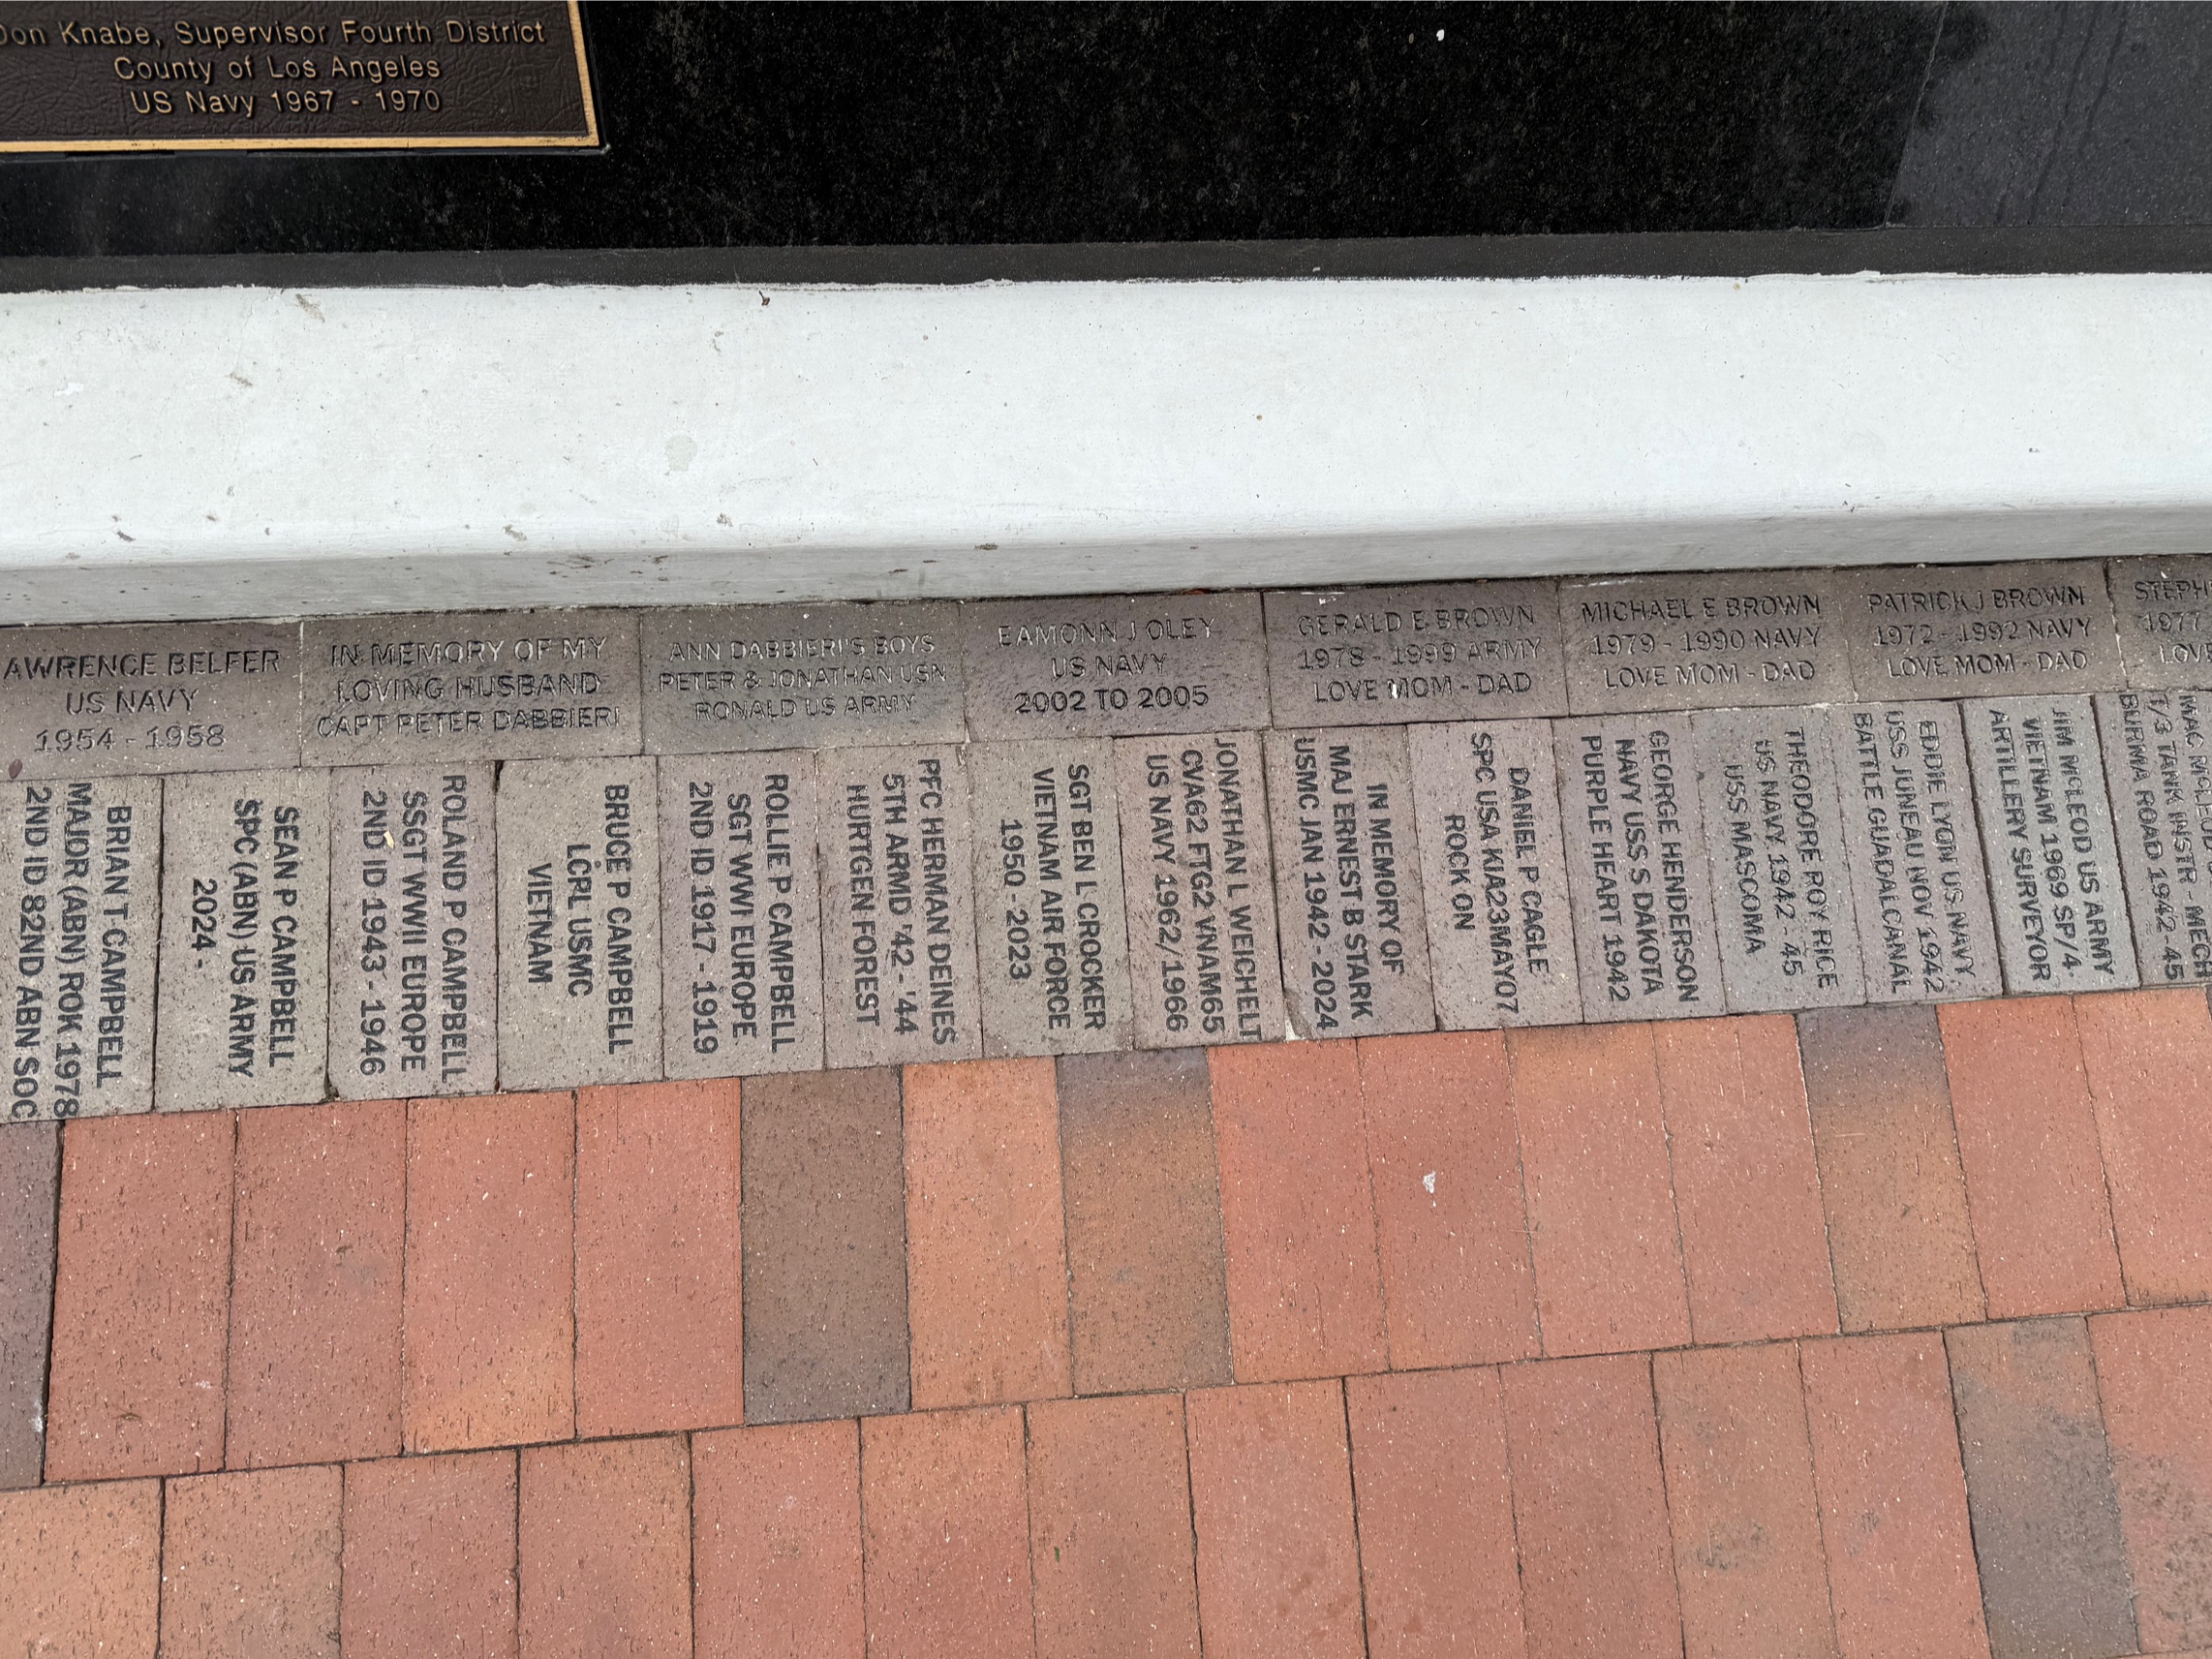 Don Knabe, Supervisor Fourth District
County of Los Angeles
US Navy 1967 - 1970
AWRENCE BELFER
US NAVY
1954 - 1958
IN MEMORY OF MY
LOVING HUSBAND
CAPT PETER DABBIERI
ANN DABBIERI'S BOYS
PETER & JONATHAN USN
RONALD US ARMY
EAMONN J OLEY
US NAVY
2002 TO 2005
GERALD E BROWN
1978 - 1999 ARMY
LOVE MOM - DAD
MICHAEL E BROWN
1979 - 1990 NAVY
LOVE MOM - DAD
PATRICK J BROWN
1972 - 1992 NAVY
LOVE MOM - DAD
STEPH
1977
LOVE
BRIAN T CAMPBELL
MAJOR (ABN) ROK 1978
2ND ID 82ND ABN SOC
SEAN P CAMPBELL
SPC (ABN) US ARMY
2024 -
ROLAND P CAMPBELL
SSGT WWII EUROPE
2ND ID 1943 - 1946
BRUCE P CAMPBELL
LCPL USMC
VIETNAM
ROLLIE P CAMPBELL
SGT WWI EUROPE
2ND ID 1917 - 1919
PFC HERMAN DEINES
5TH ARMD '42 - '44
HURTGEN FOREST
SGT BEN L CROCKER
VIETNAM AIR FORCE
1950 - 2023
JONATHAN L WEICHELT
CVA62 FTG2 VNAM65
US NAVY 1962/1966
IN MEMORY OF
MAJ ERNEST B STARK
USMC JAN 1942 - 2024
DANIEL P CAGLE
SPC USA KIA23MAY07
ROCK ON
GEORGE HENDERSON
NAVY USS S DAKOTA
PURPLE HEART 1942
THEODORE ROY RICE
US NAVY 1942 - 45
USS MASCOMA
EDDIE LYON US NAVY
USS JUNEAU NOV 1942
BATTLE GUADALCANAL
JIM McLEOD US ARMY
VIETNAM 1969 SP/4
ARTILLERY SURVEYOR
MAC McLEOD
T/3 TANK INSTR - MECH
BURMA ROAD 1942-45